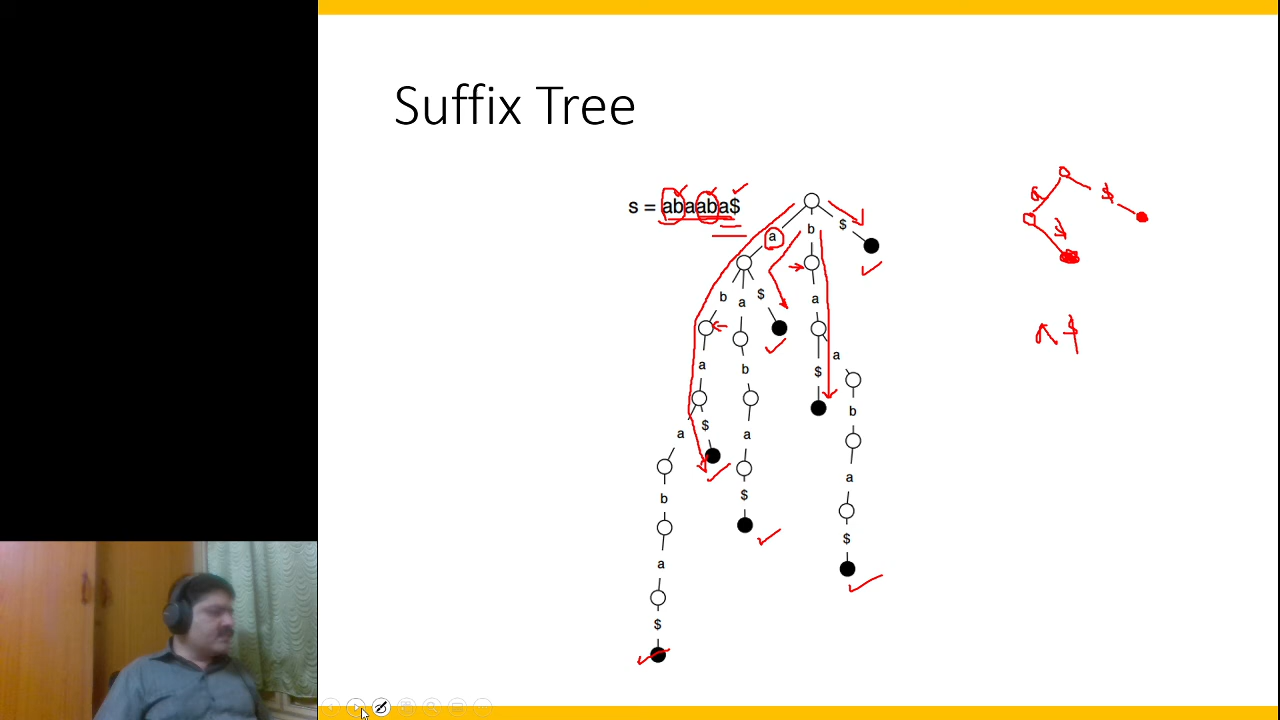 Suffix Tree
s = abaaba$
a b $
b a $ a
a b $ a
a $ a b
b $ a
a $
$
a $
$
a $